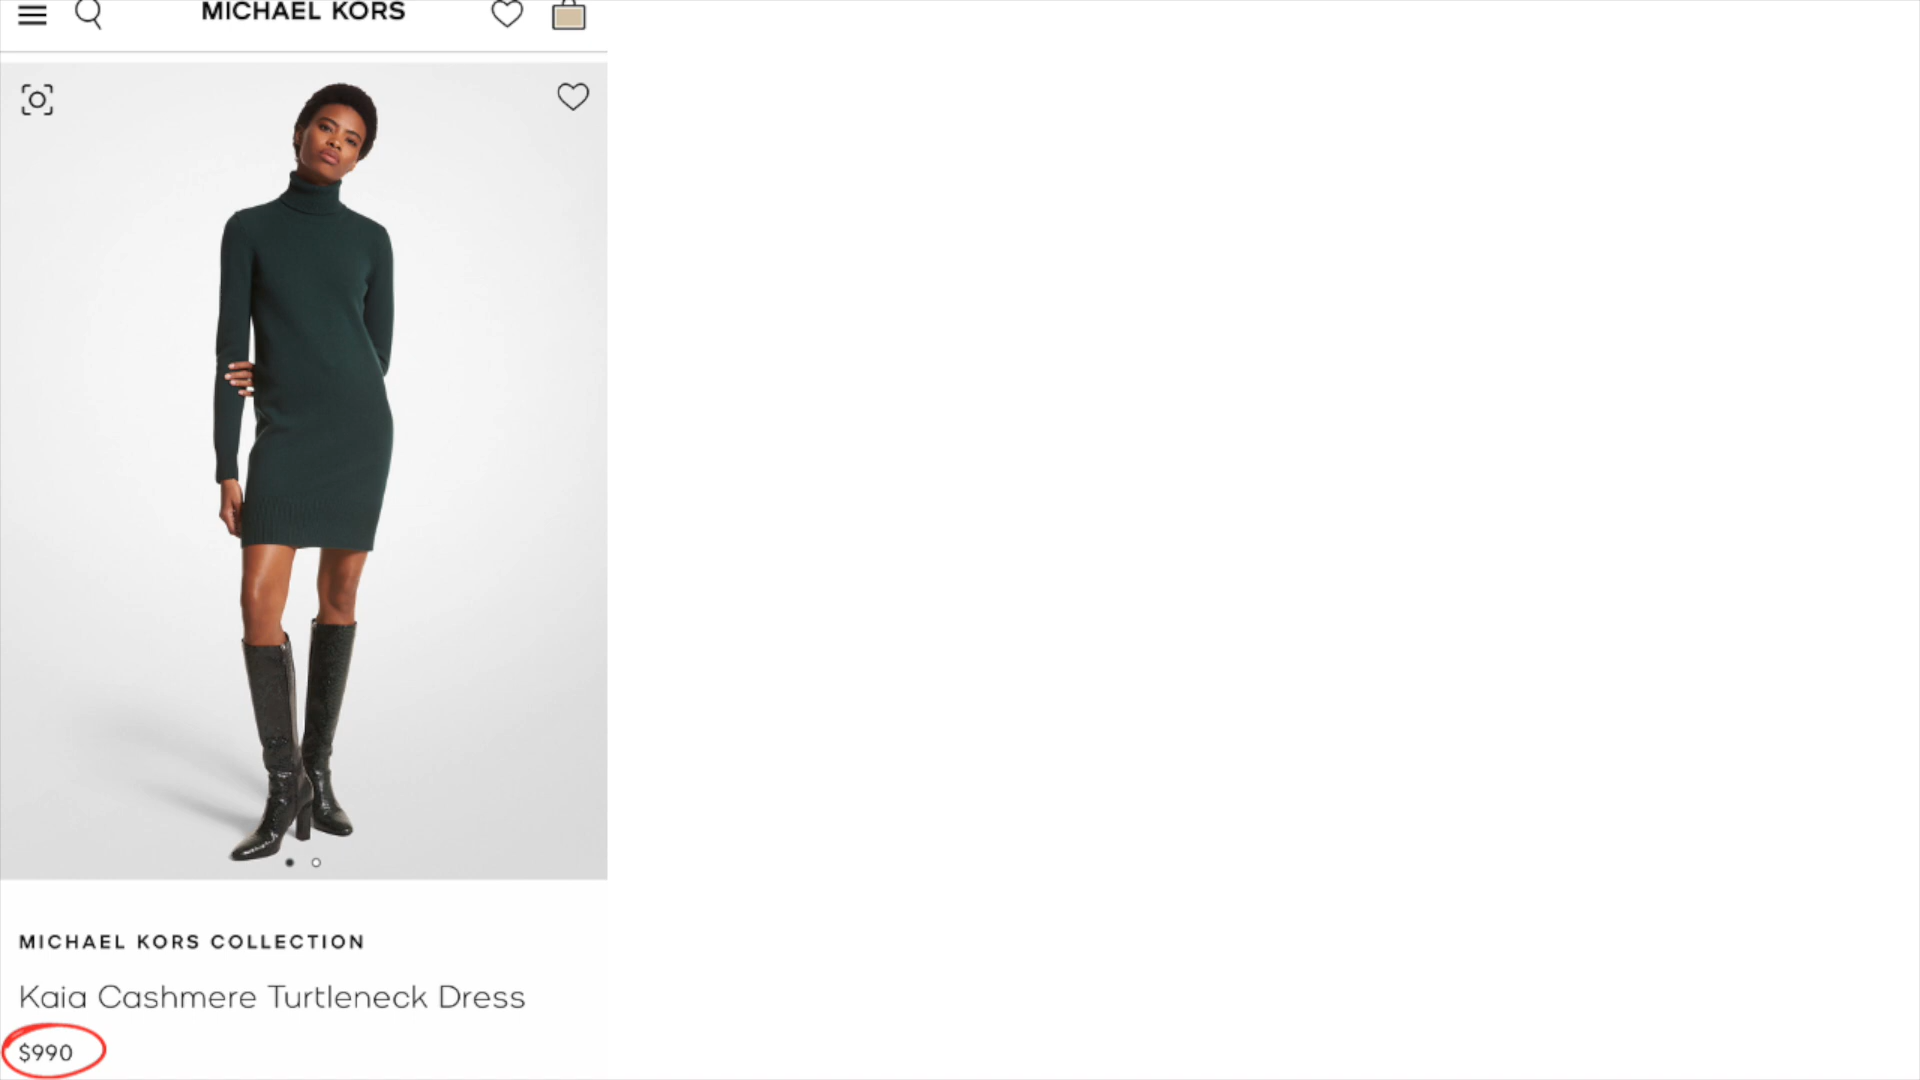 MICHAEL KORS
MICHAEL KORS COLLECTION
Kaia Cashmere Turtleneck Dress
$990